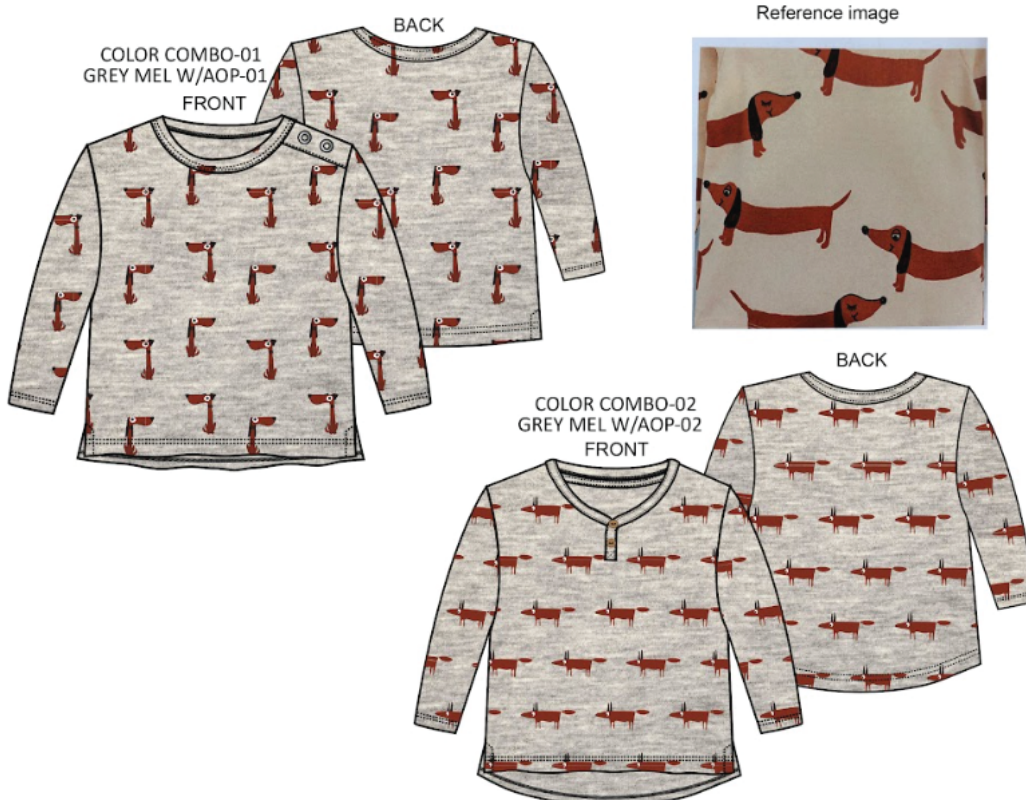 Reference image
BACK
COLOR COMBO-01
GREY MEL W/AOP-01
FRONT
BACK
COLOR COMBO-02
GREY MEL W/AOP-02
FRONT